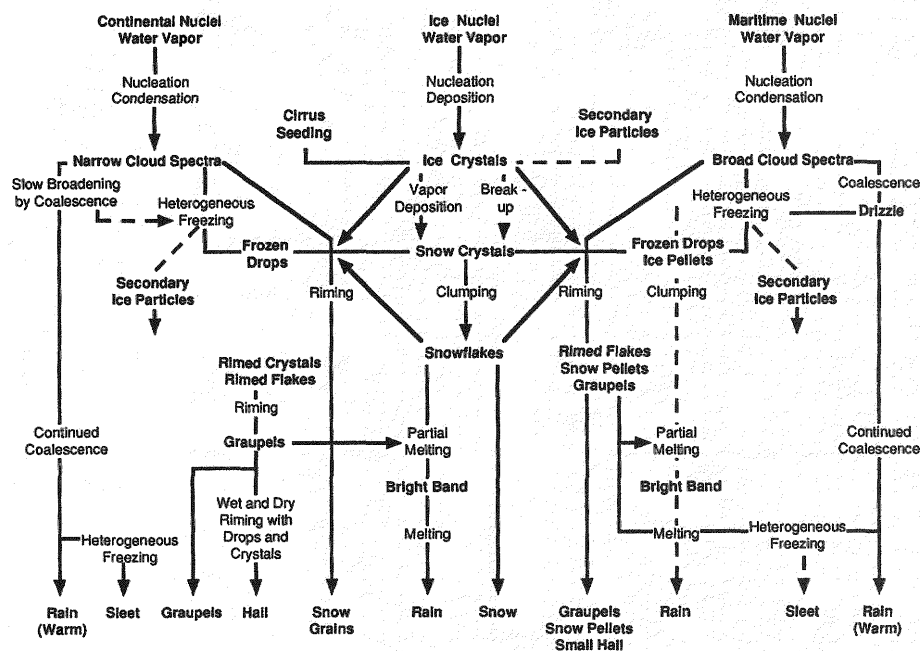 Continental Nuclei
Water Vapor
Ice Nuclei
Water Vapor
Maritime Nuclei
Water Vapor
Nucleation
Condensation
Nucleation
Deposition
Nucleation
Condensation
Cirrus
Seeding
Secondary
Ice Particles
Narrow Cloud Spectra
Ice Crystals
Broad Cloud Spectra
Slow Broadening
by Coalescence
Heterogeneous
Freezing
Vapor
Deposition
Break-
up
Heterogeneous
Freezing
Coalescence
Drizzle
Frozen
Drops
Snow Crystals
Frozen Drops
Ice Pellets
Secondary
Ice Particles
Riming
Clumping
Riming
Clumping
Secondary
Ice Particles
Snowflakes
Rimed Crystals
Rimed Flakes
Rimed Flakes
Snow Pellets
Graupels
Riming
Continued
Coalescence
Graupels
Partial
Melting
Partial
Melting
Continued
Coalescence
Bright Band
Bright Band
Wet and Dry
Riming with
Drops and
Crystals
Heterogeneous
Freezing
Melting
Melting
Heterogeneous
Freezing
Rain
(Warm)
Sleet
Graupels
Hail
Snow
Grains
Rain
Snow
Graupels
Snow Pellets
Small Hail
Rain
Sleet
Rain
(Warm)